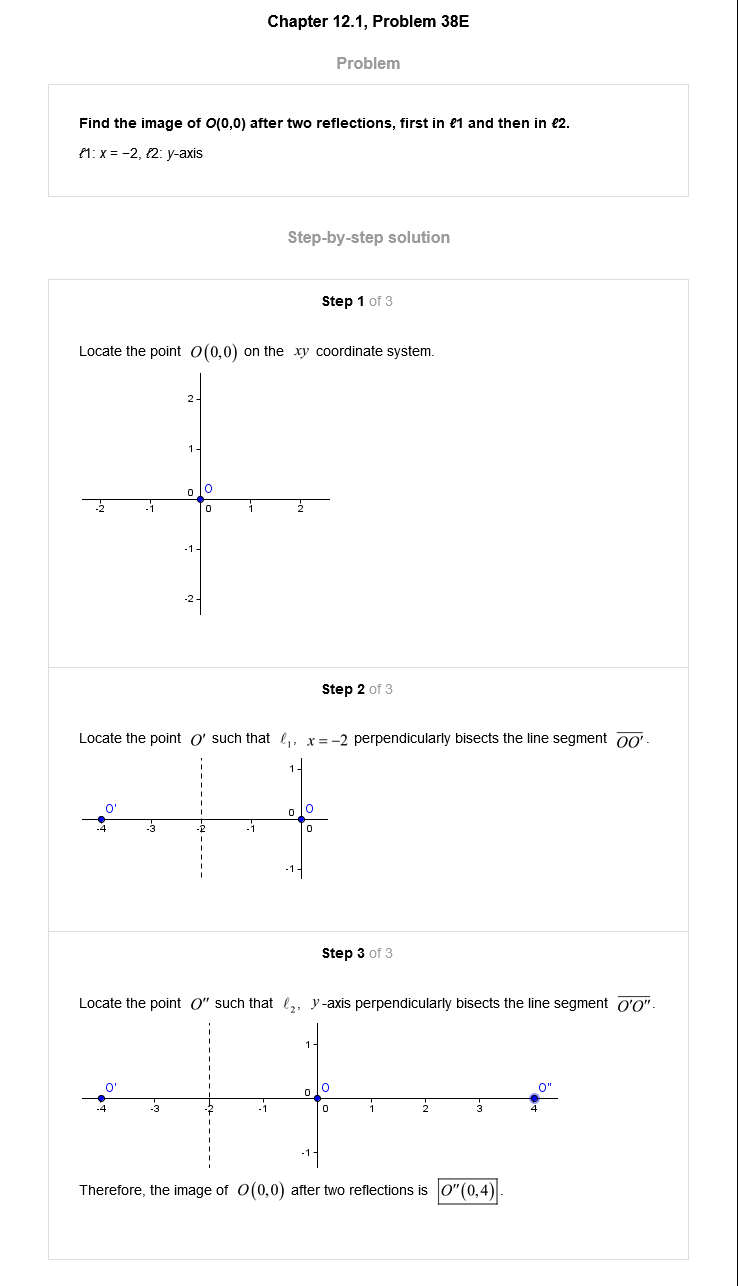 Chapter 12.1, Problem 38E
Problem
Find the image of O(0,0) after two reflections, first in ℓ1 and then in ℓ2.
ℓ1: x = −2, ℓ2: y-axis
Step-by-step solution
Step 1 of 3
Locate the point O(0,0) on the xy coordinate system.
2
1
0 O
-2 -1 0 1 2
-1
-2
Step 2 of 3
Locate the point O′ such that ℓ₁, x = −2 perpendicularly bisects the line segment O͞O͞′.
1
O' 0 O
-4 -3 -2 -1 0
-1
Step 3 of 3
Locate the point O″ such that ℓ₂, y-axis perpendicularly bisects the line segment O͞′O͞″.
1
O' 0 O O"
-4 -3 -2 -1 0 1 2 3 4
-1
Therefore, the image of O(0,0) after two reflections is O″(0,4).